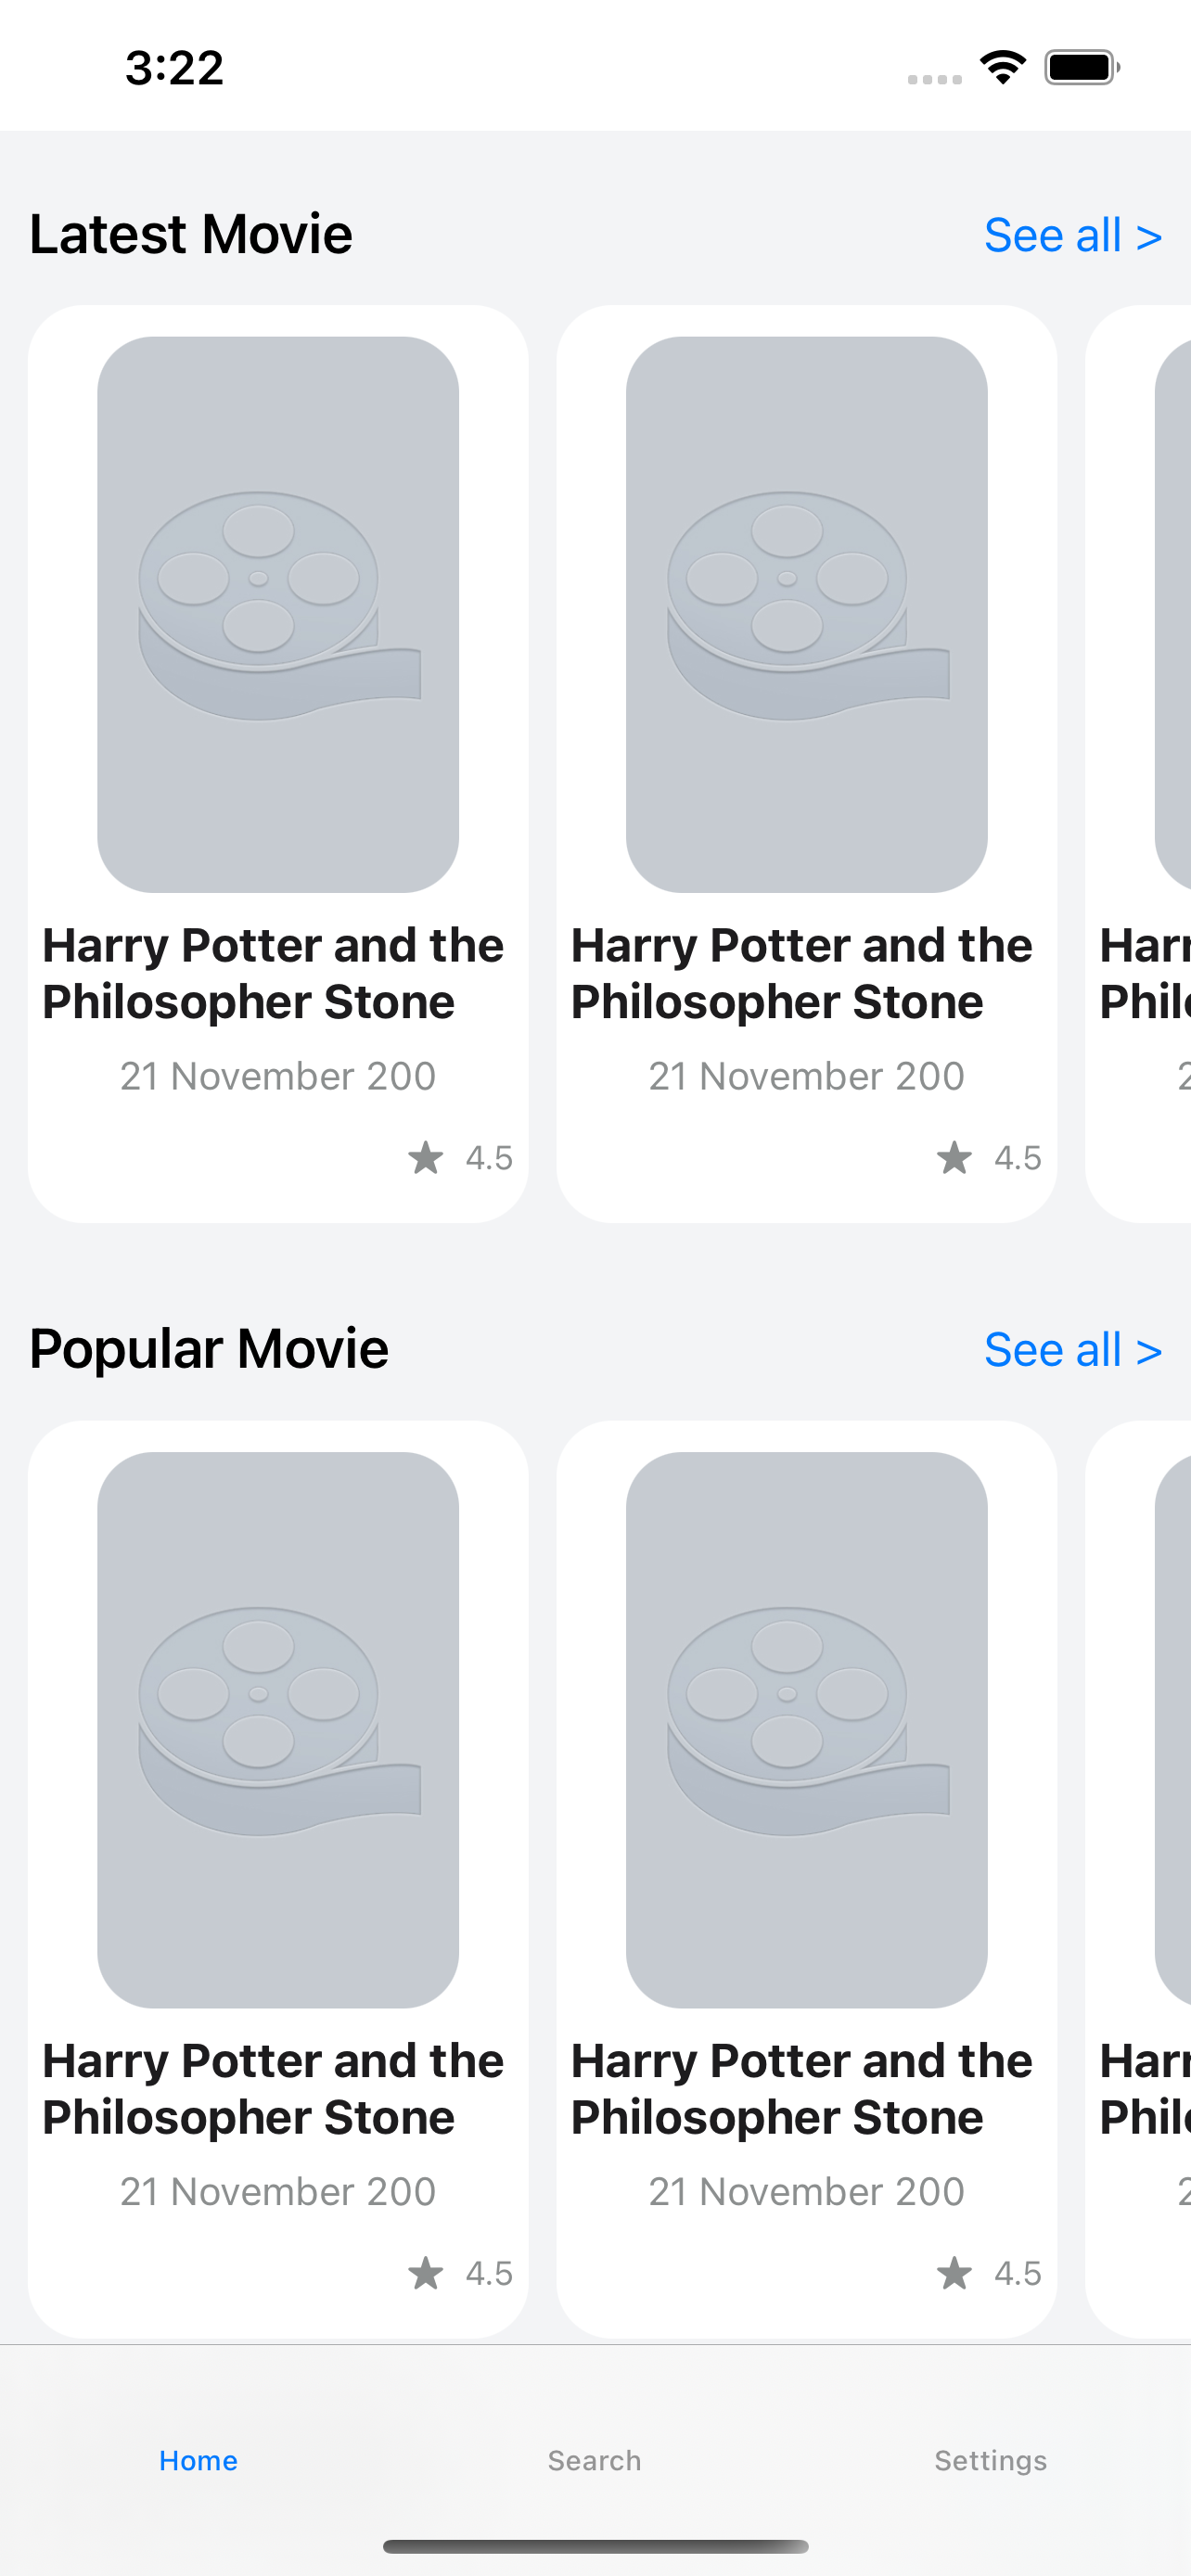 3:22
Latest Movie
See all >
Harry Potter and the
Philosopher Stone
21 November 200
4.5
Harry Potter and the
Philosopher Stone
21 November 200
4.5
Harr
Phil
2
Popular Movie
See all >
Harry Potter and the
Philosopher Stone
21 November 200
4.5
Harry Potter and the
Philosopher Stone
21 November 200
4.5
Harr
Phil
2
Home
Search
Settings